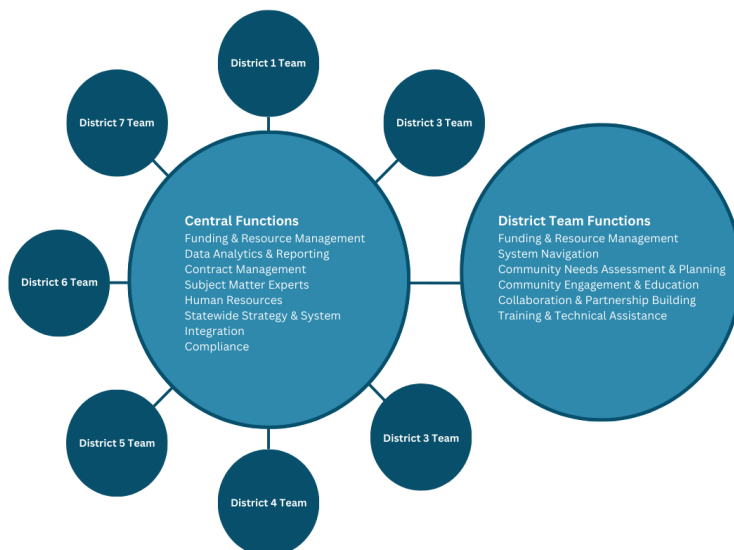 District 1 Team
District 7 Team
District 3 Team
Central Functions
Funding & Resource Management
Data Analytics & Reporting
Contract Management
Subject Matter Experts
Human Resources
Statewide Strategy & System
Integration
Compliance
District Team Functions
Funding & Resource Management
System Navigation
Community Needs Assessment & Planning
Community Engagement & Education
Collaboration & Partnership Building
Training & Technical Assistance
District 6 Team
District 5 Team
District 3 Team
District 4 Team